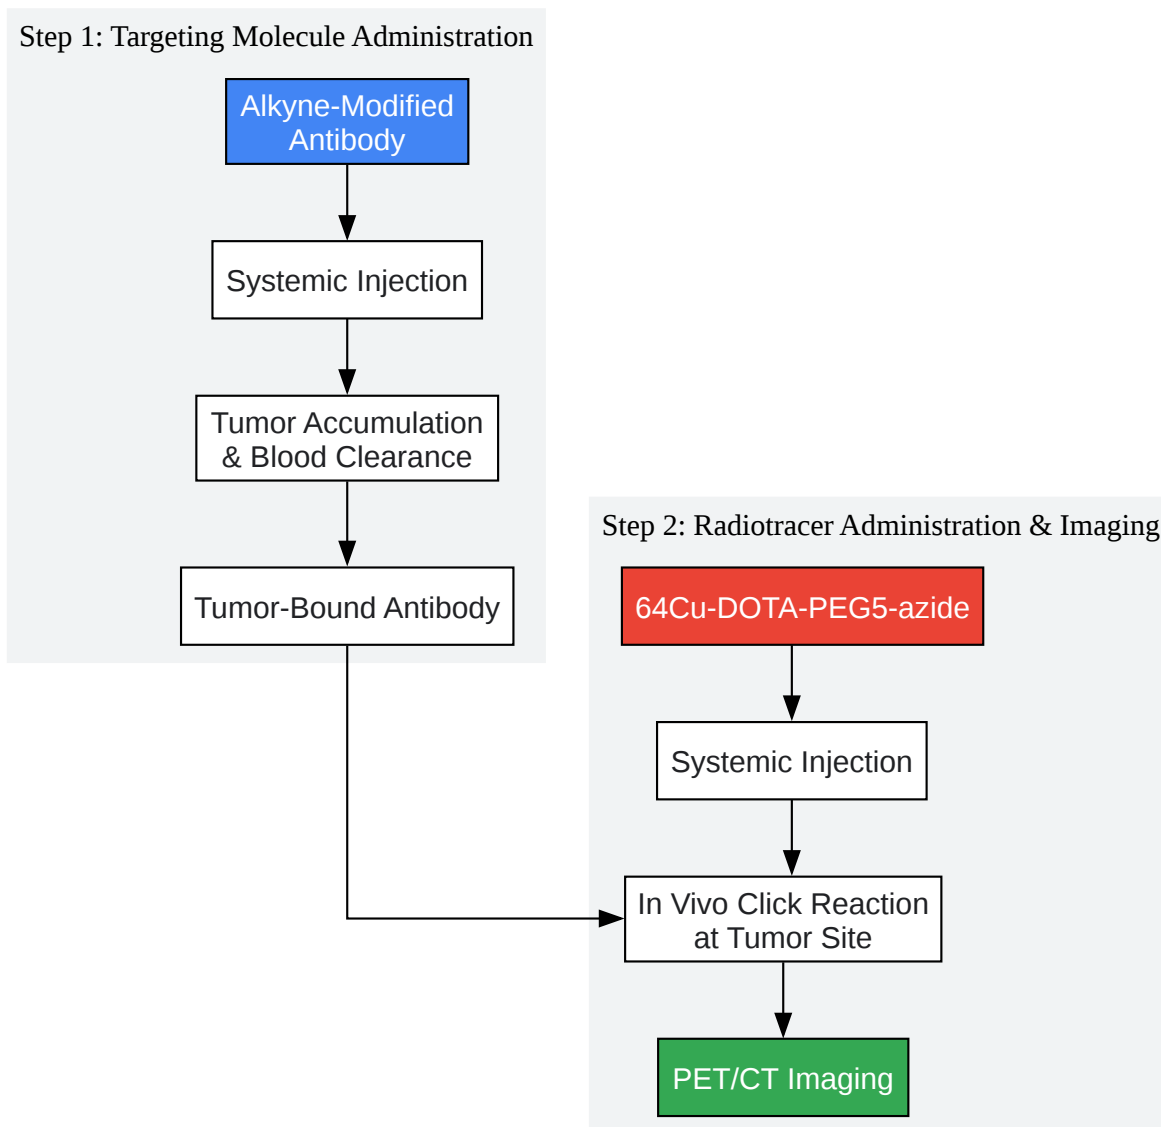 Step 1: Targeting Molecule Administration
Alkyne-Modified
Antibody
Systemic Injection
Tumor Accumulation
& Blood Clearance
Tumor-Bound Antibody
Step 2: Radiotracer Administration & Imaging
64Cu-DOTA-PEG5-azide
Systemic Injection
In Vivo Click Reaction
at Tumor Site
PET/CT Imaging